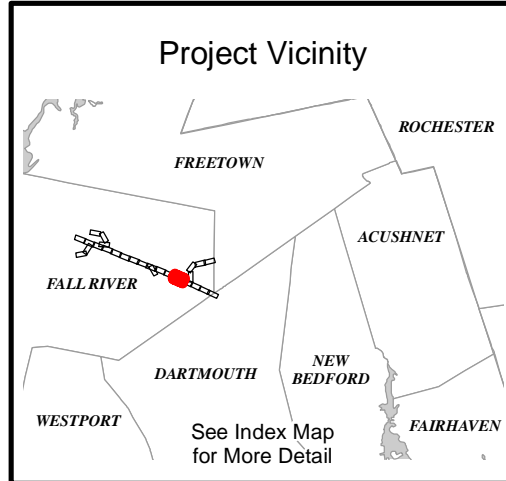 Project Vicinity
ROCHESTER
FREETOWN
ACUSHNET
FALL RIVER
NEW
BEDFORD
DARTMOUTH
WESTPORT
FAIRHAVEN
See Index Map
for More Detail